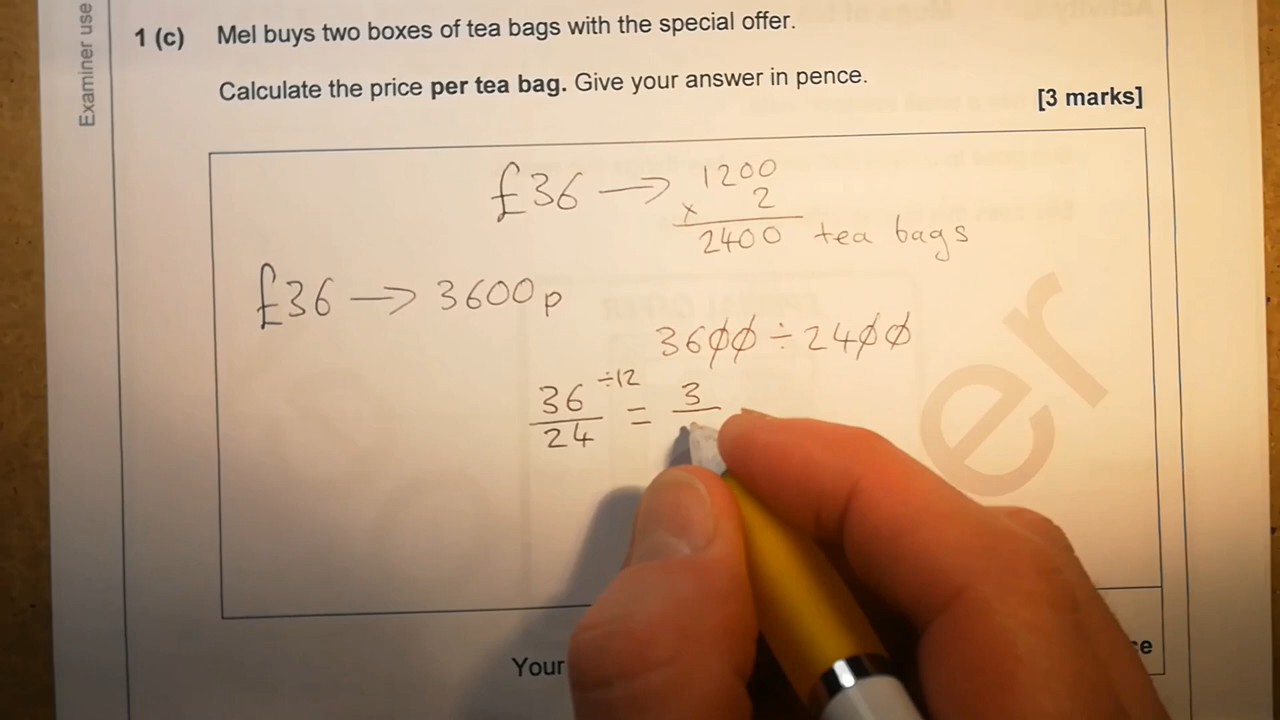 Examiner use
1 (c) Mel buys two boxes of tea bags with the special offer.
Calculate the price per tea bag. Give your answer in pence.
[3 marks]
£36 → 1200
× 2
2400 tea bags
£36 → 3600p
3600 ÷ 2400
36/24 ÷12 = 3/
er
Your